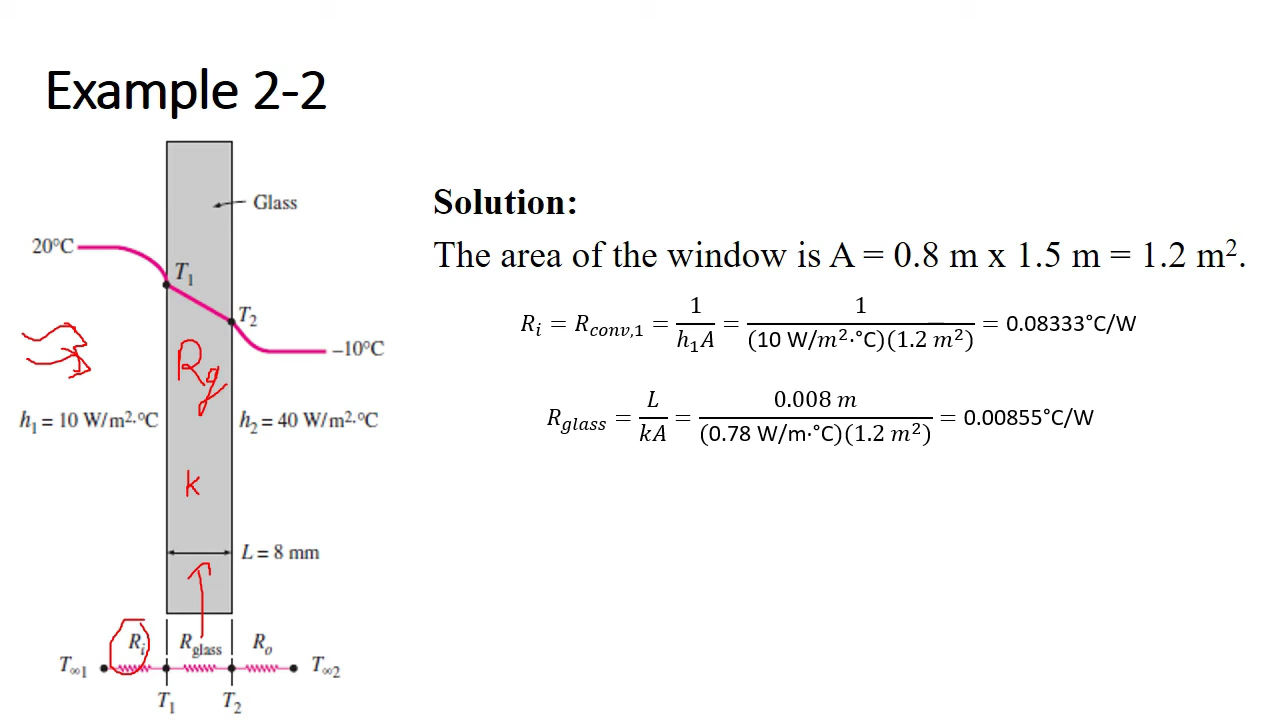 Example 2-2
Glass
20°C
T₁
T₂
−10°C
Rg
h₁ = 10 W/m².°C
h₂ = 40 W/m².°C
k
L = 8 mm
Rᵢ
R_glass
Rₒ
T∞1
T∞2
T₁
T₂
Solution:
The area of the window is A = 0.8 m x 1.5 m = 1.2 m².
Rᵢ = R_conv,1 = 1/(h₁A) = 1/((10 W/m²·°C)(1.2 m²)) = 0.08333°C/W
R_glass = L/(kA) = 0.008 m/((0.78 W/m·°C)(1.2 m²)) = 0.00855°C/W